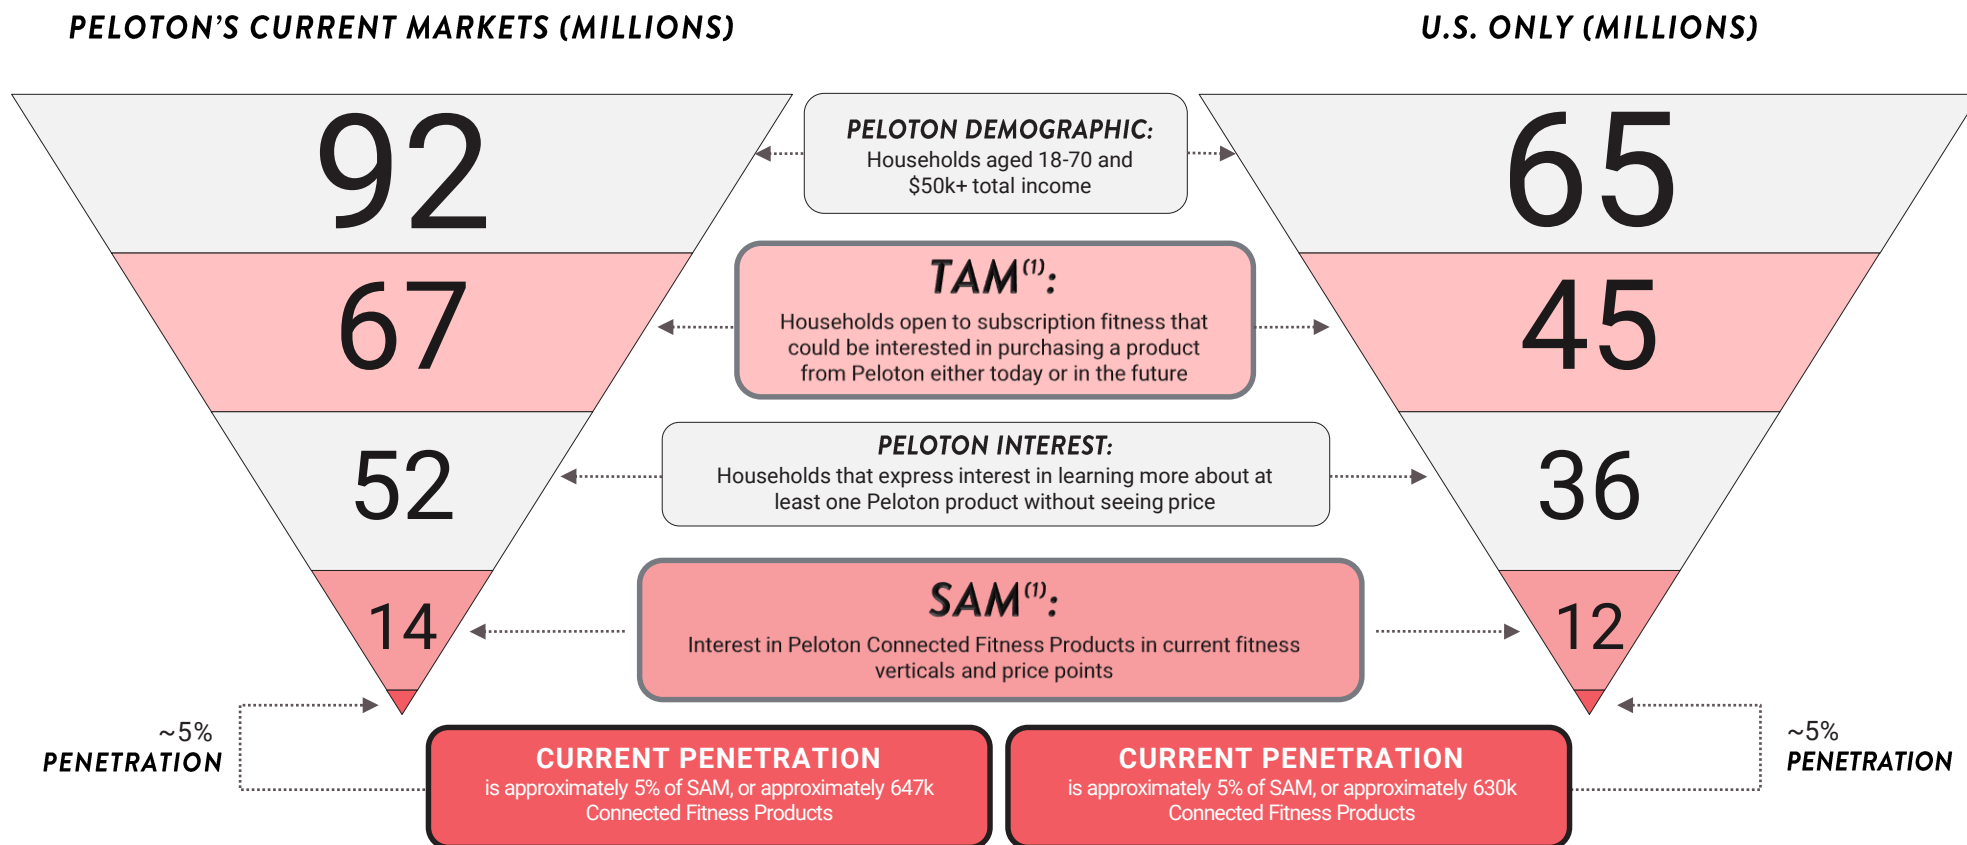 PELOTON'S CURRENT MARKETS (MILLIONS)
U.S. ONLY (MILLIONS)
92
PELOTON DEMOGRAPHIC:
Households aged 18-70 and
$50k+ total income
65
67
TAM(1):
Households open to subscription fitness that
could be interested in purchasing a product
from Peloton either today or in the future
45
52
PELOTON INTEREST:
Households that express interest in learning more about at
least one Peloton product without seeing price
36
14
SAM(1):
Interest in Peloton Connected Fitness Products in current fitness
verticals and price points
12
~5%
PENETRATION
CURRENT PENETRATION
is approximately 5% of SAM, or approximately 647k
Connected Fitness Products
CURRENT PENETRATION
is approximately 5% of SAM, or approximately 630k
Connected Fitness Products
~5%
PENETRATION